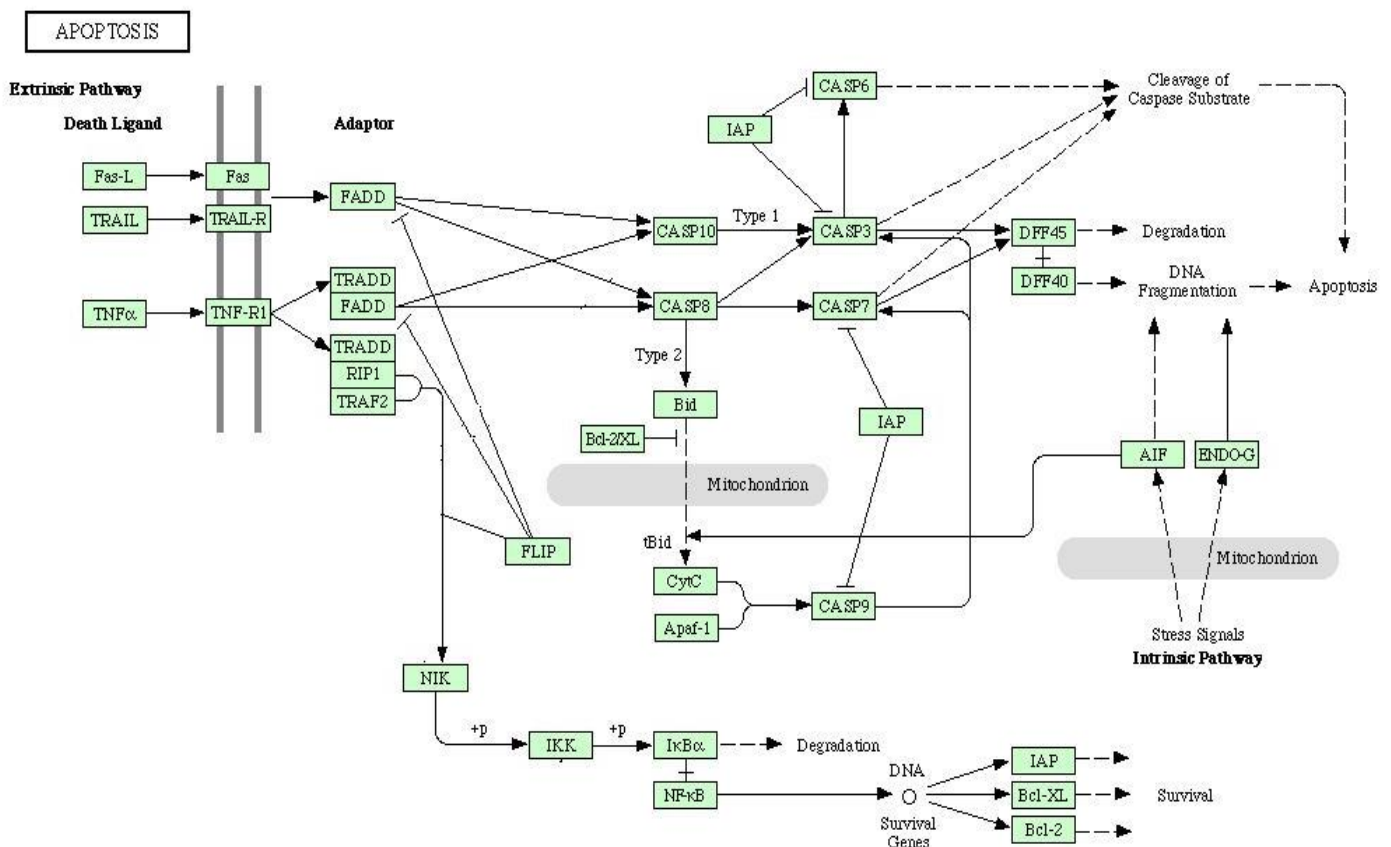 APOPTOSIS
Extrinsic Pathway
Death Ligand
Adaptor
Fas-L
Fas
FADD
TRAIL
TRAIL-R
TNFα
TNF-R1
TRADD
FADD
TRADD
RIP1
TRAF2
CASP6
IAP
Cleavage of
Caspase Substrate
CASP10
Type 1
CASP3
DFF45
Degradation
DFF40
DNA
Fragmentation
Apoptosis
CASP8
CASP7
Type 2
Bid
Bcl-2/XL
IAP
Mitochondrion
AIF
ENDO-G
FLIP
tBid
CytC
Apaf-1
CASP9
Mitochondrion
Stress Signals
Intrinsic Pathway
NIK
+p
IKK
+p
IκBα
Degradation
NF-κB
DNA
Survival
Genes
IAP
Bcl-XL
Survival
Bcl-2